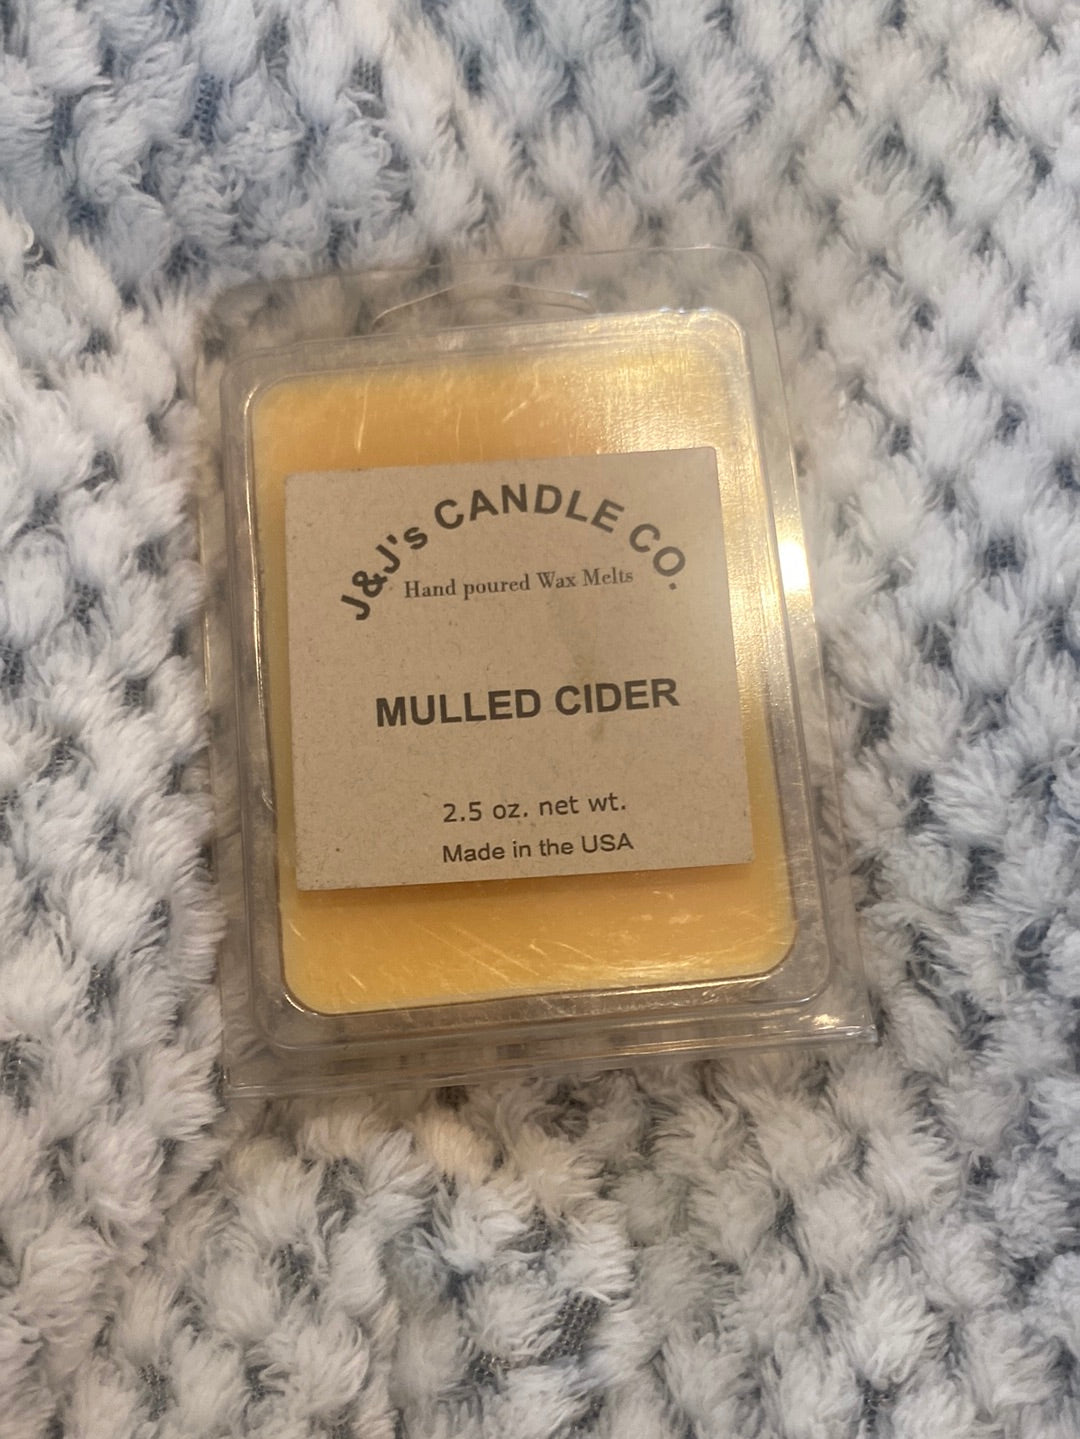 J&J's CANDLE CO.
Hand poured Wax Melts
MULLED CIDER
2.5 oz. net wt.
Made in the USA